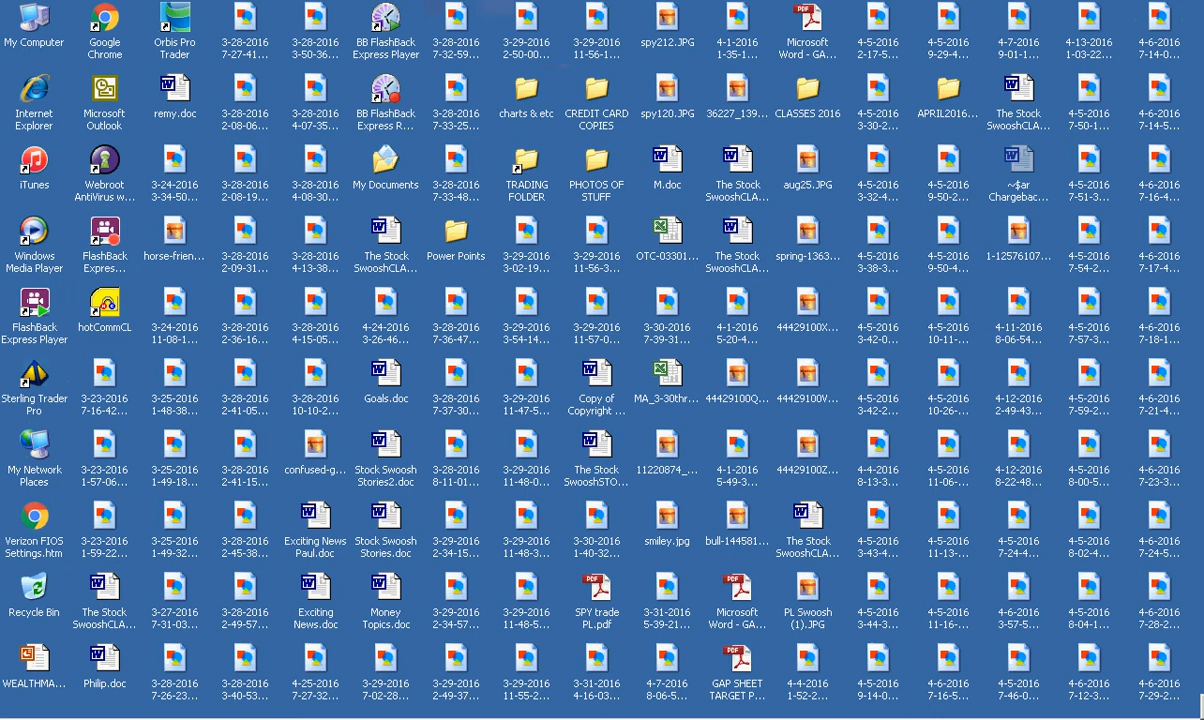 My Computer
Google
Chrome
Orbis Pro
Trader
3-28-2016
7-27-41...
3-28-2016
3-50-36...
BB FlashBack
Express Player
3-28-2016
7-32-59...
3-29-2016
2-50-00...
3-29-2016
11-56-1...
spy212.JPG
4-1-2016
1-35-1...
Microsoft
Word - GA...
4-5-2016
2-17-5...
4-5-2016
9-29-4...
4-7-2016
9-01-1...
4-13-2016
1-03-22...
4-6-2016
7-14-0...
Internet
Explorer
Microsoft
Outlook
remy.doc
3-28-2016
2-08-06...
3-28-2016
4-07-35...
BB FlashBack
Express R...
3-28-2016
7-33-25...
charts & etc
CREDIT CARD
COPIES
spy120.JPG
36227_139...
CLASSES 2016
4-5-2016
3-30-2...
APRIL2016...
The Stock
SwooshCLA...
4-5-2016
7-50-1...
4-6-2016
7-14-5...
iTunes
Webroot
AntiVirus w...
3-24-2016
3-34-50...
3-28-2016
2-08-19...
3-28-2016
4-08-30...
My Documents
3-28-2016
7-33-48...
TRADING
FOLDER
PHOTOS OF
STUFF
M.doc
The Stock
SwooshCLA...
aug25.JPG
4-5-2016
3-32-4...
4-5-2016
9-50-2...
~$ar
Chargebac...
4-5-2016
7-51-3...
4-6-2016
7-16-4...
Windows
Media Player
FlashBack
Expres...
horse-frien...
3-28-2016
2-09-31...
3-28-2016
4-13-38...
The Stock
SwooshCLA...
Power Points
3-29-2016
3-02-19...
3-29-2016
11-56-3...
OTC-03301...
The Stock
SwooshCLA...
spring-1363...
4-5-2016
3-38-3...
4-5-2016
9-50-4...
1-12576107...
4-5-2016
7-54-2...
4-6-2016
7-17-4...
FlashBack
Express Player
hotCommCL
3-24-2016
11-08-1...
3-28-2016
2-36-16...
3-28-2016
4-15-05...
4-24-2016
3-26-46...
3-28-2016
7-36-47...
3-29-2016
3-54-14...
3-29-2016
11-57-0...
3-30-2016
7-39-31...
4-1-2016
5-20-4...
44429100X...
4-5-2016
3-42-0...
4-5-2016
10-11-...
4-11-2016
8-06-54...
4-5-2016
7-57-3...
4-6-2016
7-18-1...
Sterling Trader
Pro
3-23-2016
7-16-42...
3-25-2016
1-48-38...
3-28-2016
2-41-05...
3-28-2016
10-10-2...
Goals.doc
3-28-2016
7-37-30...
3-29-2016
11-47-5...
Copy of
Copyright ...
MA_3-30thr...
44429100Q...
44429100V...
4-5-2016
3-42-2...
4-5-2016
10-26-...
4-12-2016
2-49-43...
4-5-2016
7-59-2...
4-6-2016
7-21-4...
My Network
Places
3-23-2016
1-57-06...
3-25-2016
1-49-18...
3-28-2016
2-41-15...
confused-g...
Stock Swoosh
Stories2.doc
3-28-2016
8-11-01...
3-29-2016
11-48-0...
The Stock
SwooshSTO...
11220874_...
4-1-2016
5-49-3...
44429100Z...
4-4-2016
8-13-3...
4-5-2016
11-06-...
4-12-2016
8-22-48...
4-5-2016
8-00-5...
4-6-2016
7-23-3...
Verizon FIOS
Settings.htm
3-23-2016
1-59-22...
3-25-2016
1-49-32...
3-28-2016
2-45-38...
Exciting News
Paul.doc
Stock Swoosh
Stories.doc
3-29-2016
2-34-15...
3-29-2016
11-48-3...
3-30-2016
1-40-32...
smiley.jpg
bull-144581...
The Stock
SwooshCLA...
4-5-2016
3-43-4...
4-5-2016
11-13-...
4-5-2016
7-24-4...
4-5-2016
8-02-4...
4-6-2016
7-24-5...
Recycle Bin
The Stock
SwooshCLA...
3-27-2016
7-31-03...
3-28-2016
2-49-57...
Exciting
News.doc
Money
Topics.doc
3-29-2016
2-34-57...
3-29-2016
11-48-5...
SPY trade
PL.pdf
3-31-2016
5-39-21...
Microsoft
Word - GA...
PL Swoosh
(1).JPG
4-5-2016
3-44-3...
4-5-2016
11-16-...
4-6-2016
3-57-5...
4-5-2016
8-04-1...
4-6-2016
7-28-2...
WEALTHMA...
Philip.doc
3-28-2016
7-26-23...
3-28-2016
3-40-53...
4-25-2016
7-27-32...
3-29-2016
7-02-28...
3-29-2016
2-49-37...
3-29-2016
11-55-2...
3-31-2016
4-16-03...
4-7-2016
8-06-5...
GAP SHEET
TARGET P...
4-4-2016
1-52-2...
4-5-2016
9-14-0...
4-6-2016
7-16-5...
4-5-2016
7-46-0...
4-6-2016
7-12-3...
4-6-2016
7-29-2...